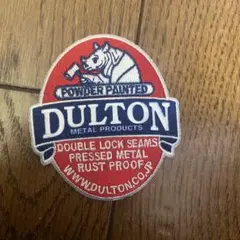 POWDER PAINTED
DULTON
METAL PRODUCTS
DOUBLE LOCK SEAMS
PRESSED METAL
RUST PROOF
WWW.DULTON.CO.JP